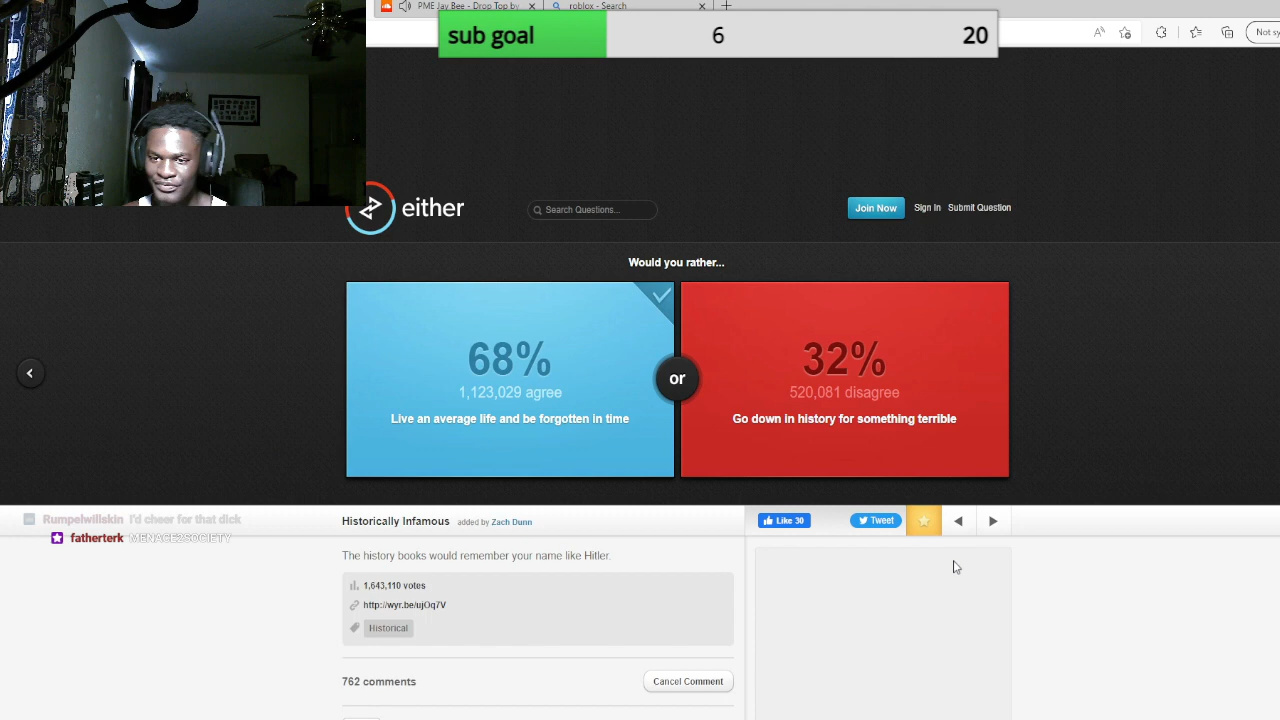 PME Jay Bee - Drop Top by
roblox - Search
sub goal 6 20
Not sy
either
Search Questions...
Join Now Sign In Submit Question
Would you rather...
68%
1,123,029 agree
Live an average life and be forgotten in time
or
32%
520,081 disagree
Go down in history for something terrible
Rumpelwiliskin I'd cheer for that dick
fatherterk MENACE2SOCIETY
Historically Infamous added by Zach Dunn
Like 30 Tweet
The history books would remember your name like Hitler.
1,643,110 votes
http://wyr.be/ujOq7V
Historical
762 comments Cancel Comment